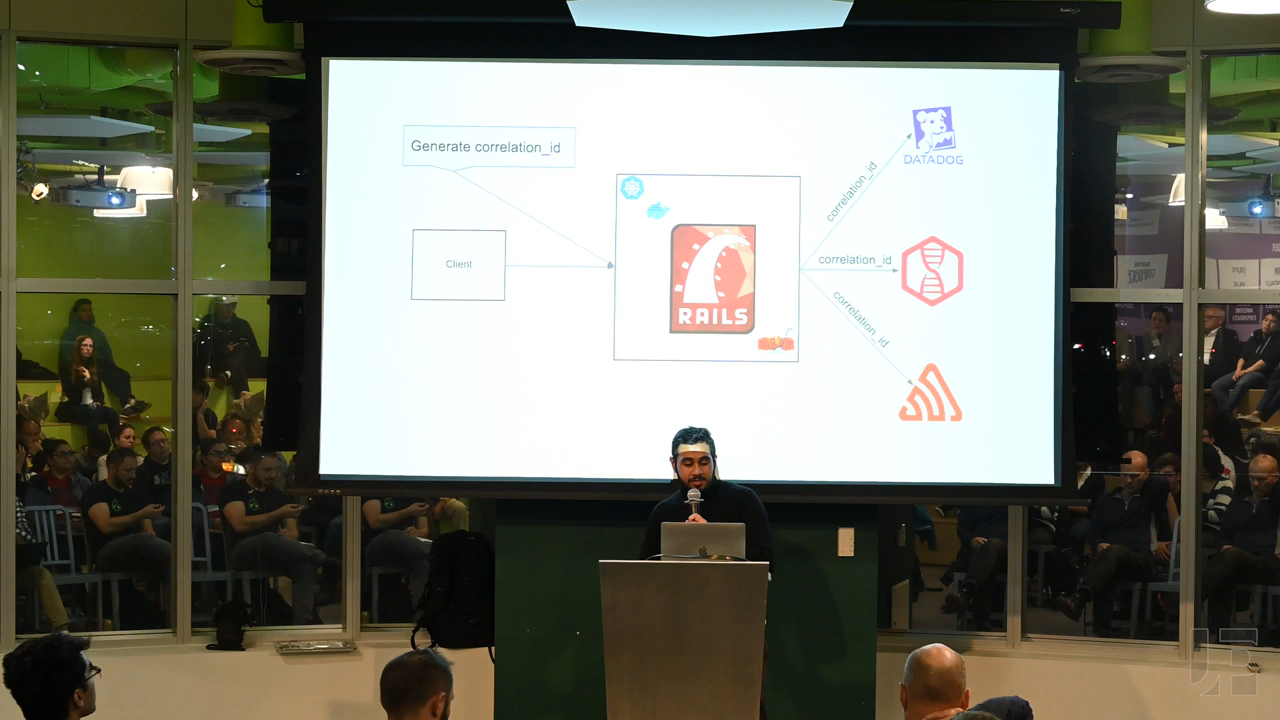 Generate correlation_id
Client
RAILS
correlation_id
DATADOG
correlation_id
correlation_id